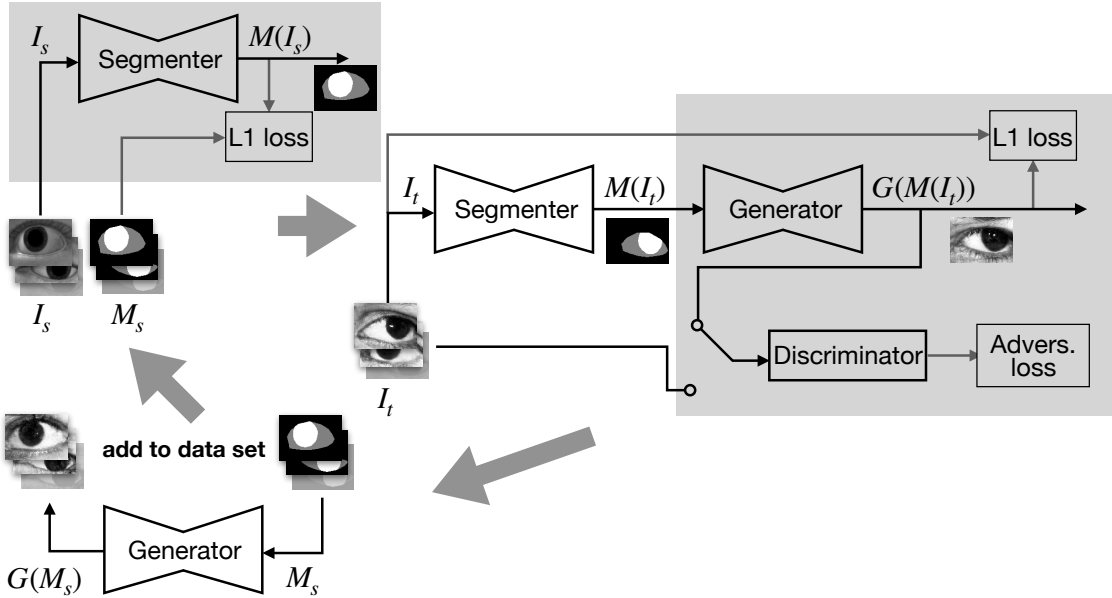 I_s
Segmenter
M(I_s)
L1 loss
I_s
M_s
I_t
Segmenter
M(I_t)
Generator
G(M(I_t))
L1 loss
I_t
Discriminator
Advers.
loss
add to data set
Generator
G(M_s)
M_s